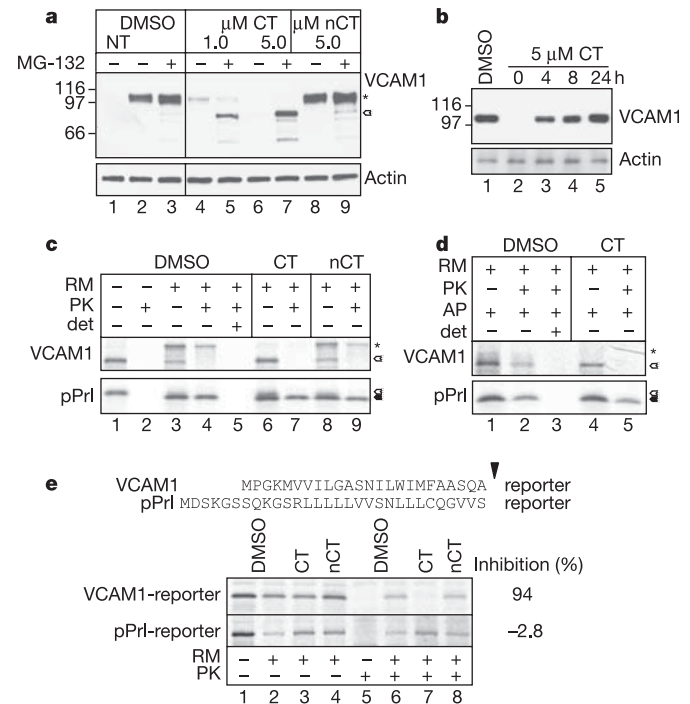 a
DMSO μM CT μM nCT
NT 1.0 5.0 5.0
MG-132 – – + – + – + – +
VCAM1
116
97
66
*
Actin
1 2 3 4 5 6 7 8 9
b
DMSO
5 μM CT
0 4 8 24 h
116
97
VCAM1
Actin
1 2 3 4 5
c
DMSO CT nCT
RM – – + + + + + + +
PK – + – + + – + – +
det – – – – + – – – –
VCAM1 *
pPrl
1 2 3 4 5 6 7 8 9
d
DMSO CT
RM + + + + +
PK – + + – +
AP + + + + +
det – – + – –
VCAM1 *
pPrl
1 2 3 4 5
e
VCAM1 MPGKMVVILGASNILWIMFAASQA reporter
pPrl MDSKGSSQKGSRLLLLLVVSNLLLCQGVVS reporter
DMSO CT nCT DMSO CT nCT Inhibition (%)
VCAM1-reporter 94
pPrl-reporter –2.8
RM – + + + – + + +
PK – – – – + + + +
1 2 3 4 5 6 7 8